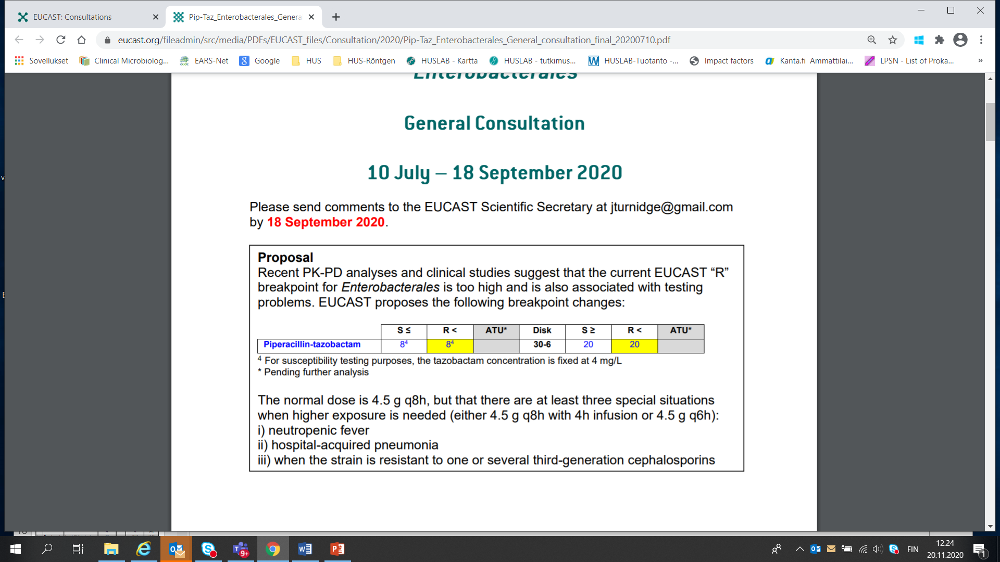 EUCAST: Consultations
Pip-Taz_Enterobacterales_Genera
eucast.org/fileadmin/src/media/PDFs/EUCAST_files/Consultation/2020/Pip-Taz_Enterobacterales_General_consultation_final_20200710.pdf
Sovellukset Clinical Microbiolog... EARS-Net Google HUS HUS-Röntgen HUSLAB - Kartta HUSLAB - tutkimus... HUSLAB-Tuotanto -... Impact factors Kanta.fi Ammattilai... LPSN - List of Proka... »
Enterobacterales
General Consultation
10 July – 18 September 2020
Please send comments to the EUCAST Scientific Secretary at jturnidge@gmail.com
by 18 September 2020.
Proposal
Recent PK-PD analyses and clinical studies suggest that the current EUCAST “R”
breakpoint for Enterobacterales is too high and is also associated with testing
problems. EUCAST proposes the following breakpoint changes:
S ≤ R < ATU* Disk S ≥ R < ATU*
Piperacillin-tazobactam 8⁴ 8⁴ 30-6 20 20
⁴ For susceptibility testing purposes, the tazobactam concentration is fixed at 4 mg/L
* Pending further analysis
The normal dose is 4.5 g q8h, but that there are at least three special situations
when higher exposure is needed (either 4.5 g q8h with 4h infusion or 4.5 g q6h):
i) neutropenic fever
ii) hospital-acquired pneumonia
iii) when the strain is resistant to one or several third-generation cephalosporins
9+
FIN
12.24
20.11.2020
1